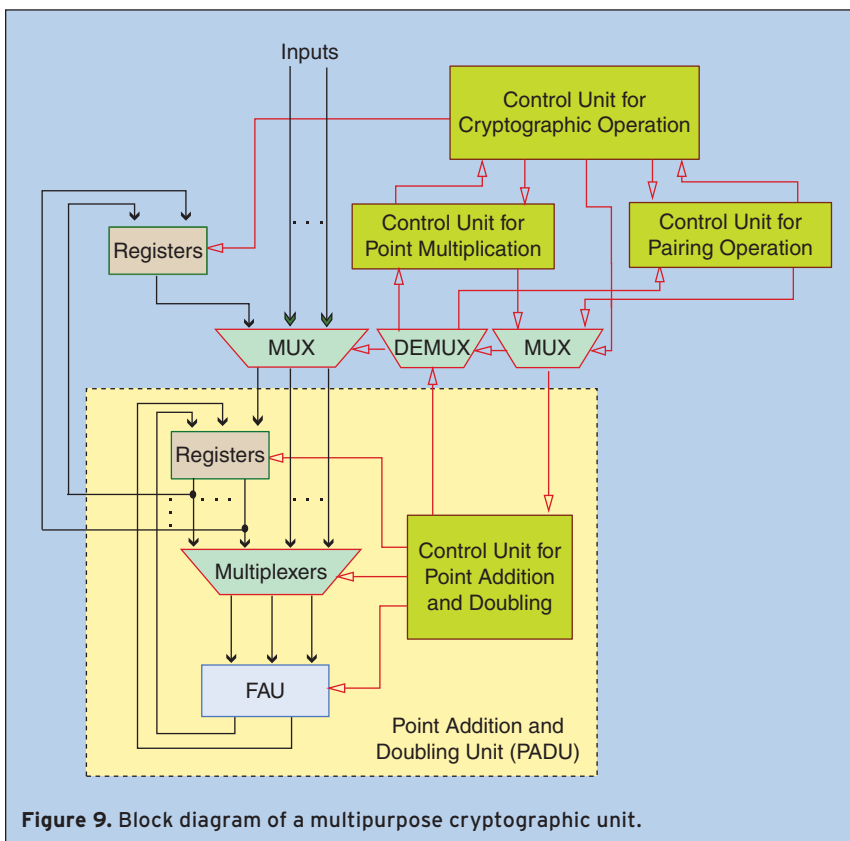 Inputs
Control Unit for
Cryptographic Operation
Control Unit for
Point Multiplication
Control Unit for
Pairing Operation
Registers
MUX
DEMUX
MUX
Registers
Multiplexers
Control Unit for
Point Addition
and Doubling
FAU
Point Addition and
Doubling Unit (PADU)
Figure 9. Block diagram of a multipurpose cryptographic unit.